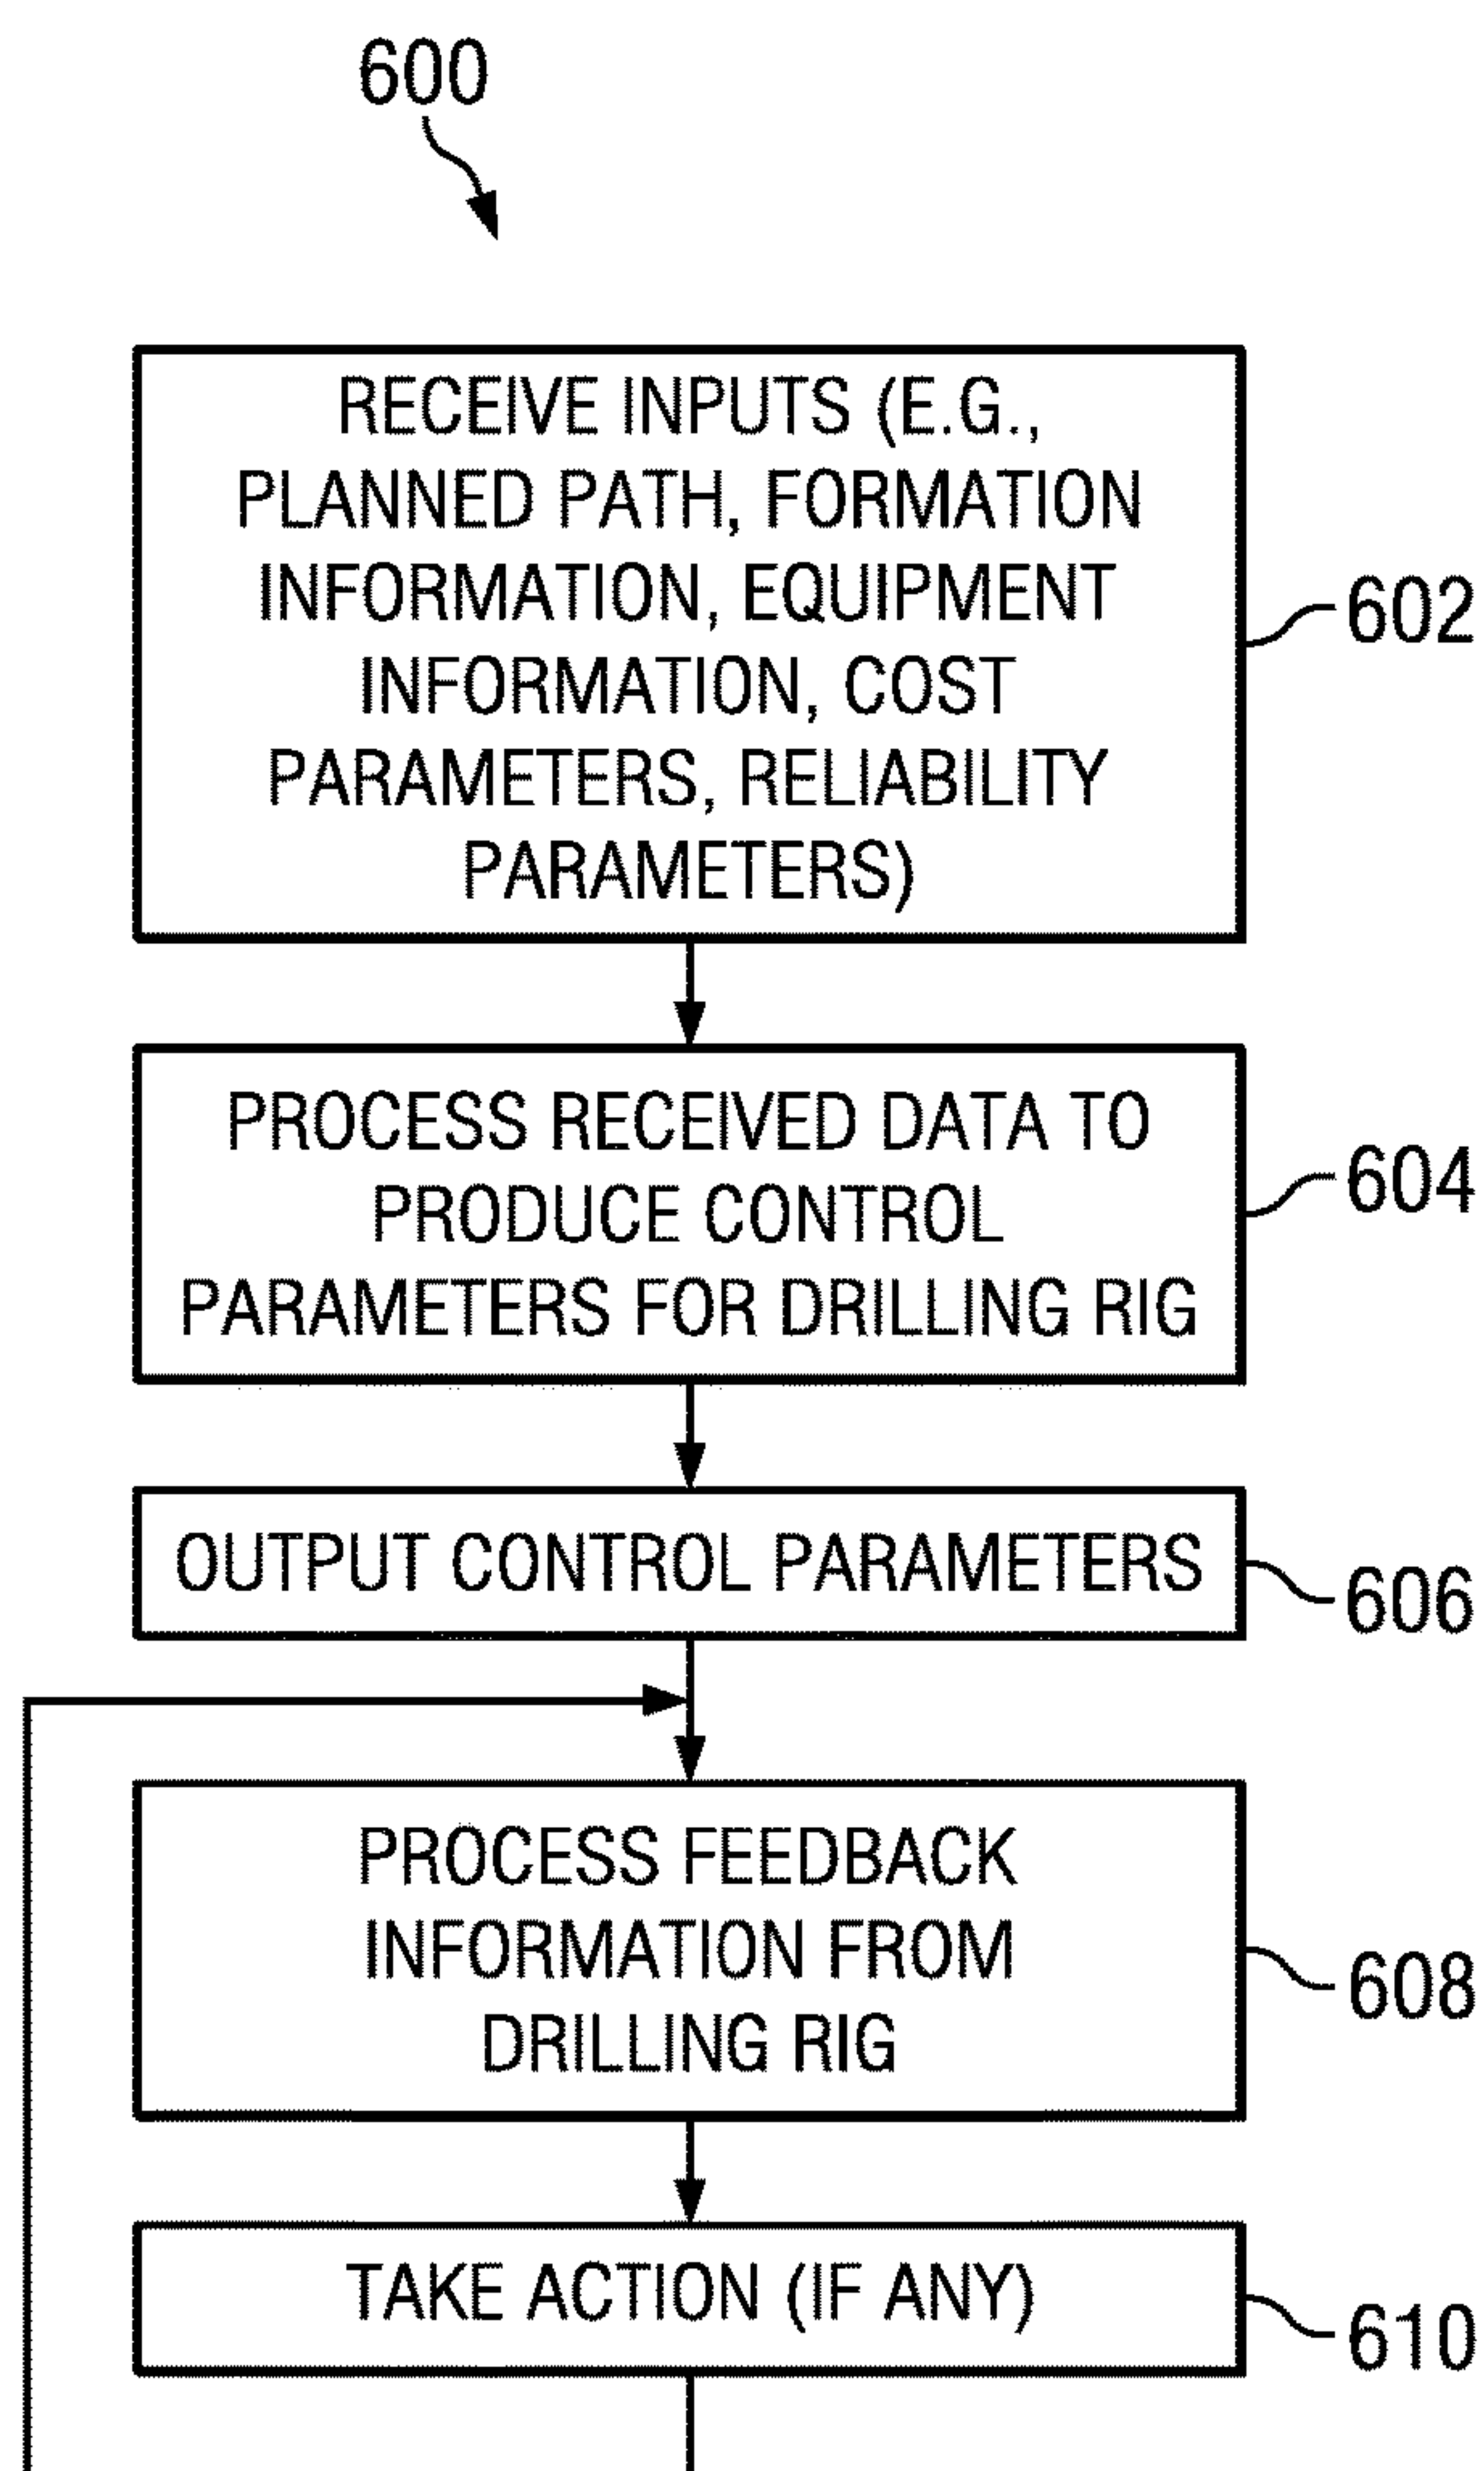 600
RECEIVE INPUTS (E.G.,
PLANNED PATH, FORMATION
INFORMATION, EQUIPMENT
INFORMATION, COST
PARAMETERS, RELIABILITY
PARAMETERS)
602
PROCESS RECEIVED DATA TO
PRODUCE CONTROL
PARAMETERS FOR DRILLING RIG
604
OUTPUT CONTROL PARAMETERS
606
PROCESS FEEDBACK
INFORMATION FROM
DRILLING RIG
608
TAKE ACTION (IF ANY)
610